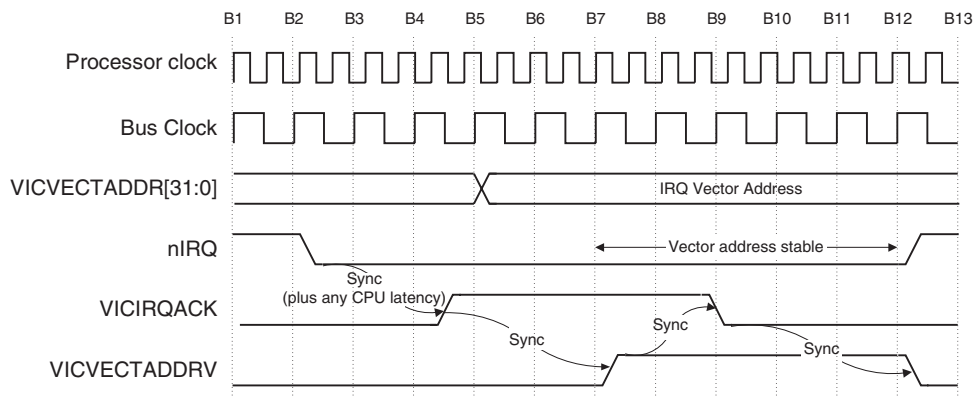 B1 B2 B3 B4 B5 B6 B7 B8 B9 B10 B11 B12 B13
Processor clock
Bus Clock
VICVECTADDR[31:0]
IRQ Vector Address
nIRQ
Vector address stable
Sync
(plus any CPU latency)
VICIRQACK
Sync
Sync
Sync
VICVECTADDRV